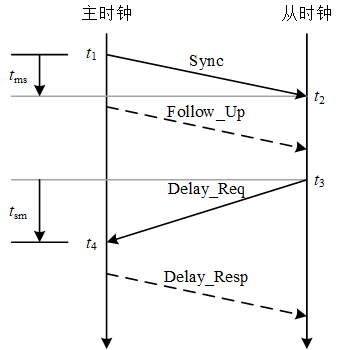 主时钟 从时钟
t1
Sync
tms
t2
Follow_Up
t3
Delay_Req
tsm
t4
Delay_Resp